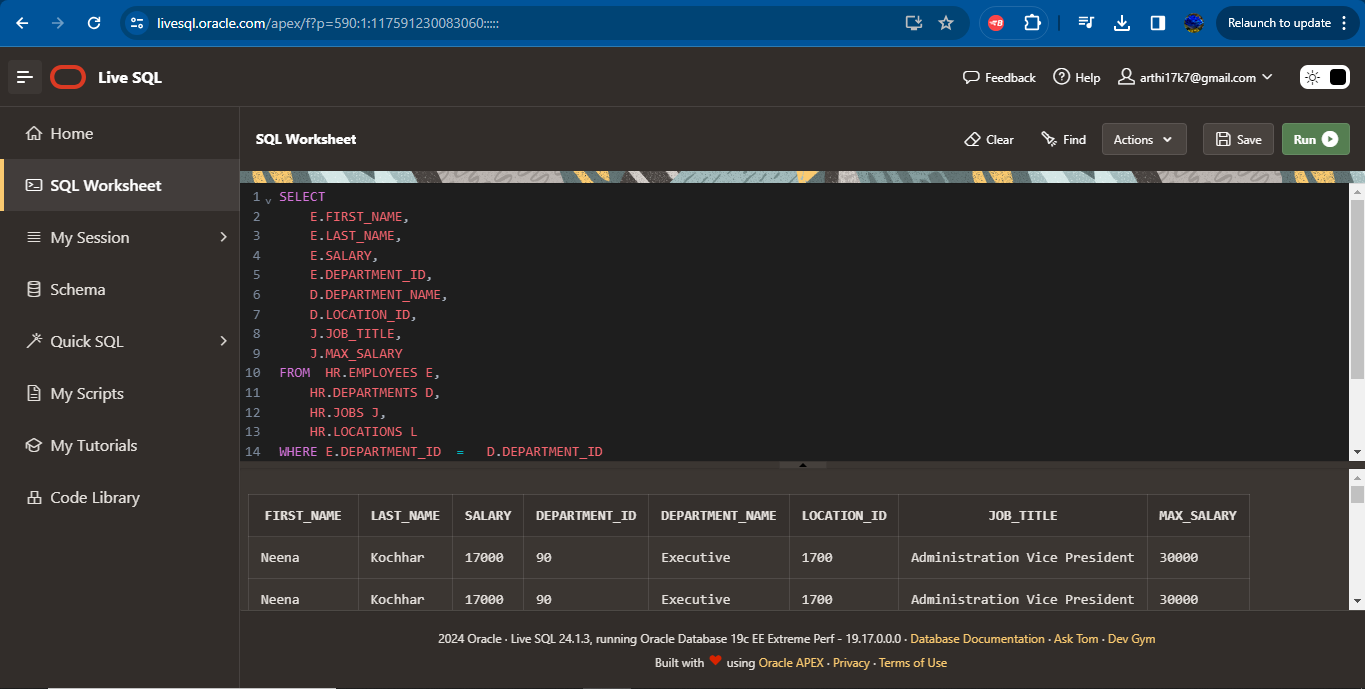 livesql.oracle.com/apex/f?p=590:1:117591230083060:::::
Relaunch to update
Live SQL
Feedback
Help
arthi17k7@gmail.com
Home
SQL Worksheet
My Session
Schema
Quick SQL
My Scripts
My Tutorials
Code Library
SQL Worksheet
Clear
Find
Actions
Save
Run
1 SELECT
2 E.FIRST_NAME,
3 E.LAST_NAME,
4 E.SALARY,
5 E.DEPARTMENT_ID,
6 D.DEPARTMENT_NAME,
7 D.LOCATION_ID,
8 J.JOB_TITLE,
9 J.MAX_SALARY
10 FROM HR.EMPLOYEES E,
11 HR.DEPARTMENTS D,
12 HR.JOBS J,
13 HR.LOCATIONS L
14 WHERE E.DEPARTMENT_ID = D.DEPARTMENT_ID
FIRST_NAME LAST_NAME SALARY DEPARTMENT_ID DEPARTMENT_NAME LOCATION_ID JOB_TITLE MAX_SALARY
Neena Kochhar 17000 90 Executive 1700 Administration Vice President 30000
Neena Kochhar 17000 90 Executive 1700 Administration Vice President 30000
2024 Oracle · Live SQL 24.1.3, running Oracle Database 19c EE Extreme Perf - 19.17.0.0.0 · Database Documentation · Ask Tom · Dev Gym
Built with ❤ using Oracle APEX · Privacy · Terms of Use